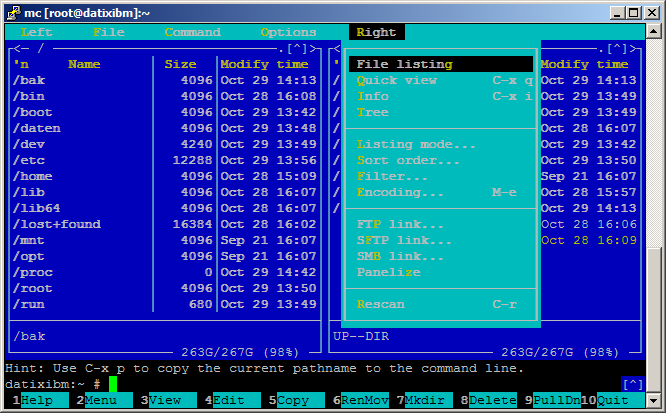 mc [root@datixibm]:~
Left File Command Options Right
<— / .[^]> .[^]>
'n Name Size Modify time ' Modify time
/bak 4096 Oct 29 14:13 / Oct 29 14:13
/bin 4096 Oct 28 16:08 / Oct 29 13:49
/boot 4096 Oct 29 13:42 / Oct 29 13:49
/daten 4096 Oct 29 13:48 / Oct 28 16:07
/dev 4240 Oct 29 13:49 / Oct 29 13:42
/etc 12288 Oct 29 13:56 / Oct 29 13:50
/home 4096 Oct 28 15:09 / Sep 21 16:07
/lib 4096 Oct 28 16:07 / Oct 28 15:57
/lib64 4096 Oct 28 16:07 / Oct 29 14:13
/lost+found 16384 Oct 28 16:02 Oct 28 16:06
/mnt 4096 Sep 21 16:07 Oct 28 16:09
/opt 4096 Sep 21 16:07
/proc 0 Oct 29 14:42
/root 4096 Oct 29 13:50
/run 680 Oct 29 13:49
File listing
Quick view C-x q
Info C-x i
Tree
Listing mode...
Sort order...
Filter...
Encoding... M-e
FTP link...
SFTP link...
SMB link...
Panelize
Rescan C-r
/bak UP--DIR
263G/267G (98%) 263G/267G (98%)
Hint: Use C-x p to copy the current pathname to the command line.
datixibm:~ # [^]
1Help 2Menu 3View 4Edit 5Copy 6RenMov 7Mkdir 8Delete 9PullDn 10Quit